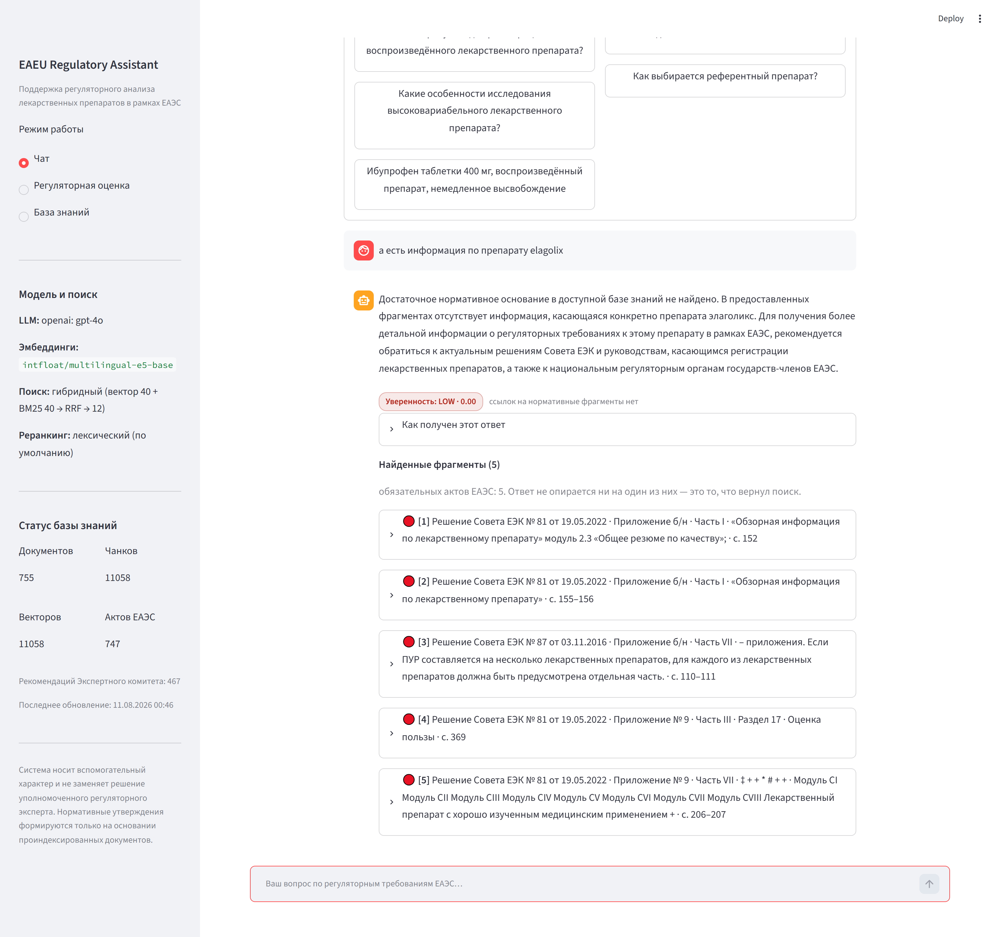 Deploy
EAEU Regulatory Assistant
Поддержка регуляторного анализа
лекарственных препаратов в рамках ЕАЭС
Режим работы
Чат
Регуляторная оценка
База знаний
Модель и поиск
LLM: openai: gpt-4o
Эмбеддинги:
intfloat/multilingual-e5-base
Поиск: гибридный (вектор 40 +
BM25 40 → RRF → 12)
Реранкинг: лексический (по
умолчанию)
Статус базы знаний
Документов
Чанков
755
11058
Векторов
Актов ЕАЭС
11058
747
Рекомендаций Экспертного комитета: 467
Последнее обновление: 11.08.2026 00:46
Система носит вспомогательный
характер и не заменяет решение
уполномоченного регуляторного
эксперта. Нормативные утверждения
формируются только на основании
проиндексированных документов.
воспроизведённого лекарственного препарата?
Какие особенности исследования
высоковариабельного лекарственного
препарата?
Ибупрофен таблетки 400 мг, воспроизведённый
препарат, немедленное высвобождение
Как выбирается референтный препарат?
а есть информация по препарату elagolix
Достаточное нормативное основание в доступной базе знаний не найдено. В предоставленных
фрагментах отсутствует информация, касающаяся конкретно препарата элаголикс. Для получения более
детальной информации о регуляторных требованиях к этому препарату в рамках ЕАЭС, рекомендуется
обратиться к актуальным решениям Совета ЕЭК и руководствам, касающимся регистрации
лекарственных препаратов, а также к национальным регуляторным органам государств-членов ЕАЭС.
Уверенность: LOW · 0.00 ссылок на нормативные фрагменты нет
Как получен этот ответ
Найденные фрагменты (5)
обязательных актов ЕАЭС: 5. Ответ не опирается ни на один из них — это то, что вернул поиск.
[1] Решение Совета ЕЭК № 81 от 19.05.2022 · Приложение б/н · Часть I · «Обзорная информация
по лекарственному препарату» модуль 2.3 «Общее резюме по качеству»; · с. 152
[2] Решение Совета ЕЭК № 81 от 19.05.2022 · Приложение б/н · Часть I · «Обзорная информация
по лекарственному препарату» · с. 155–156
[3] Решение Совета ЕЭК № 87 от 03.11.2016 · Приложение б/н · Часть VII · – приложения. Если
ПУР составляется на несколько лекарственных препаратов, для каждого из лекарственных
препаратов должна быть предусмотрена отдельная часть. · с. 110–111
[4] Решение Совета ЕЭК № 81 от 19.05.2022 · Приложение № 9 · Часть III · Раздел 17 · Оценка
пользы · с. 369
[5] Решение Совета ЕЭК № 81 от 19.05.2022 · Приложение № 9 · Часть VII · ‡ + + * # + + · Модуль CI
Модуль CII Модуль CIII Модуль CIV Модуль CV Модуль CVI Модуль CVII Модуль CVIII Лекарственный
препарат с хорошо изученным медицинским применением + · с. 206–207
Ваш вопрос по регуляторным требованиям ЕАЭС…